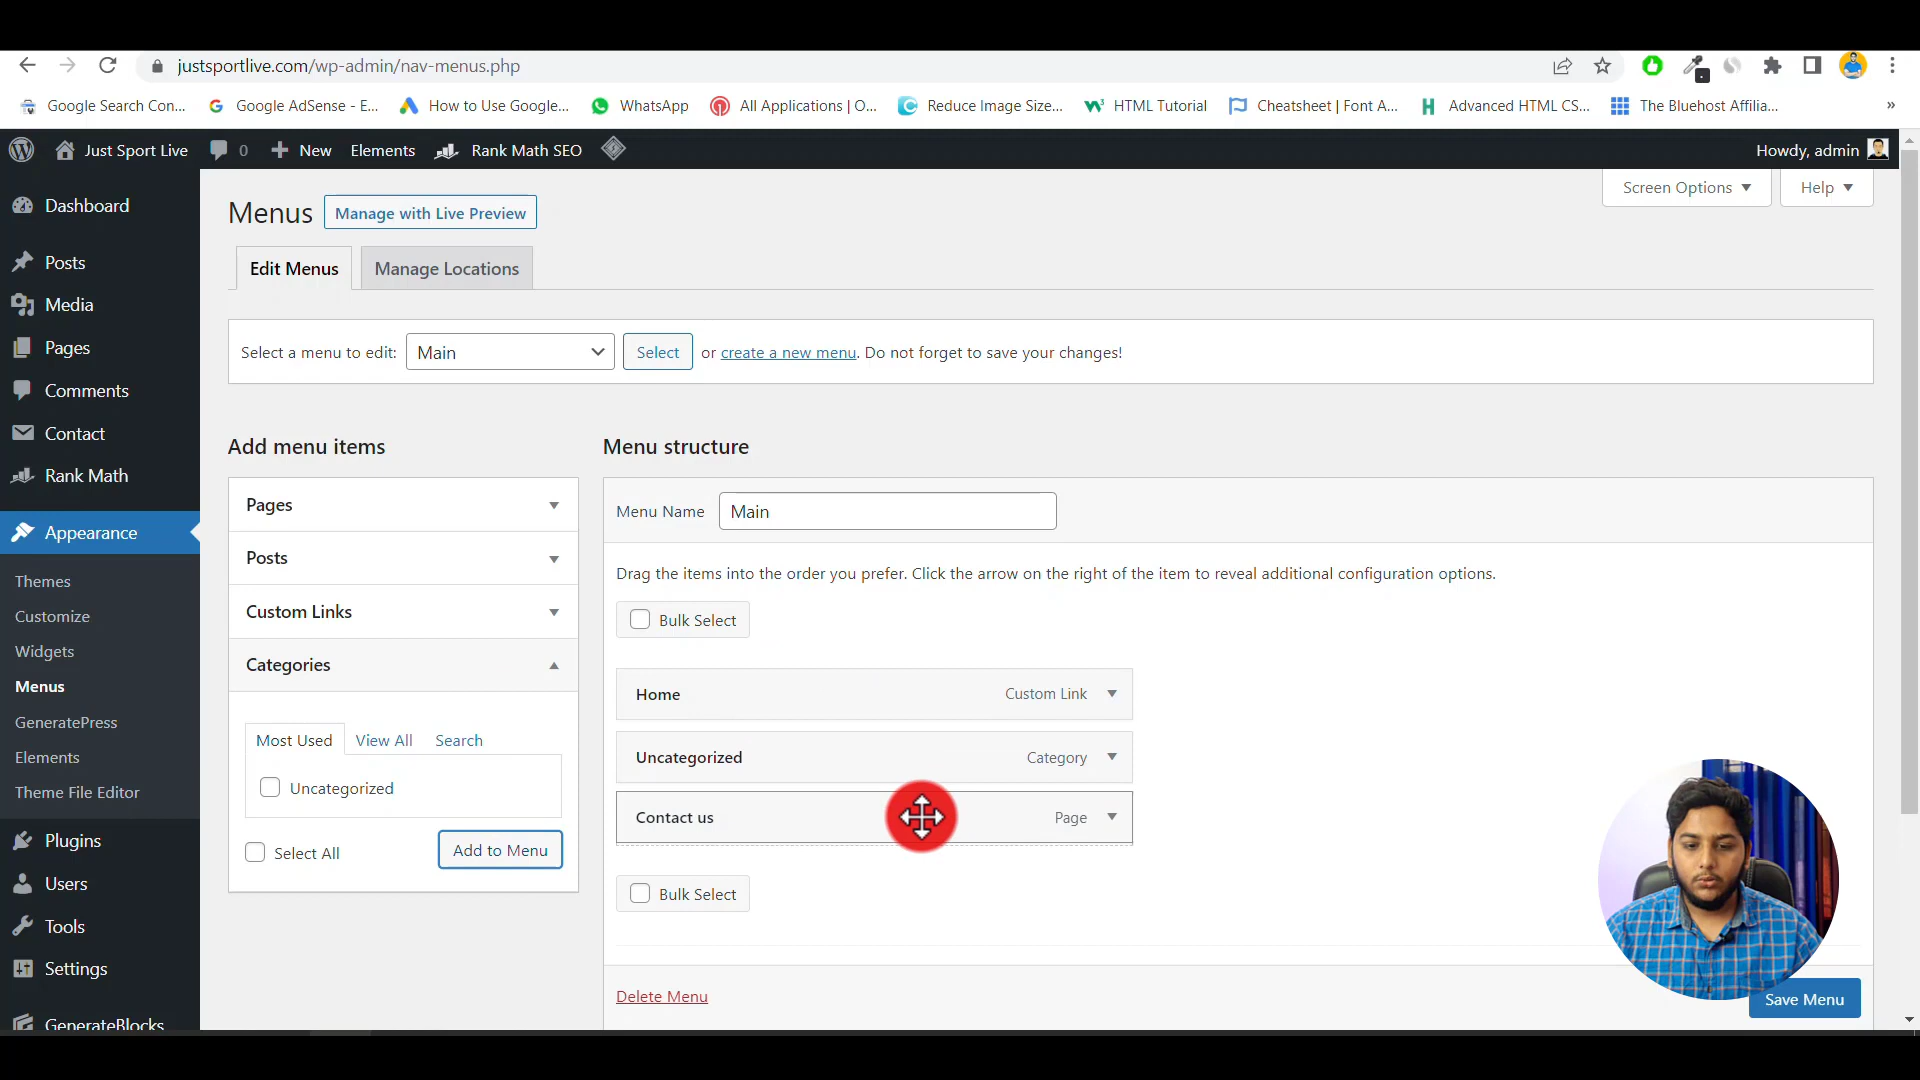 justsportlive.com/wp-admin/nav-menus.php
Google Search Con... Google AdSense - E... How to Use Google... WhatsApp All Applications | O... Reduce Image Size... HTML Tutorial Cheatsheet | Font A... Advanced HTML CS... The Bluehost Affilia... »
Just Sport Live 0 New Elements Rank Math SEO Howdy, admin
Screen Options Help
Menus Manage with Live Preview
Edit Menus Manage Locations
Select a menu to edit: Main Select or create a new menu. Do not forget to save your changes!
Dashboard
Posts
Media
Pages
Comments
Contact
Rank Math
Appearance
Themes
Customize
Widgets
Menus
GeneratePress
Elements
Theme File Editor
Plugins
Users
Tools
Settings
GenerateBlocks
Add menu items
Pages
Posts
Custom Links
Categories
Most Used View All Search
Uncategorized
Select All Add to Menu
Menu structure
Menu Name Main
Drag the items into the order you prefer. Click the arrow on the right of the item to reveal additional configuration options.
Bulk Select
Home Custom Link
Uncategorized Category
Contact us Page
Bulk Select
Delete Menu Save Menu